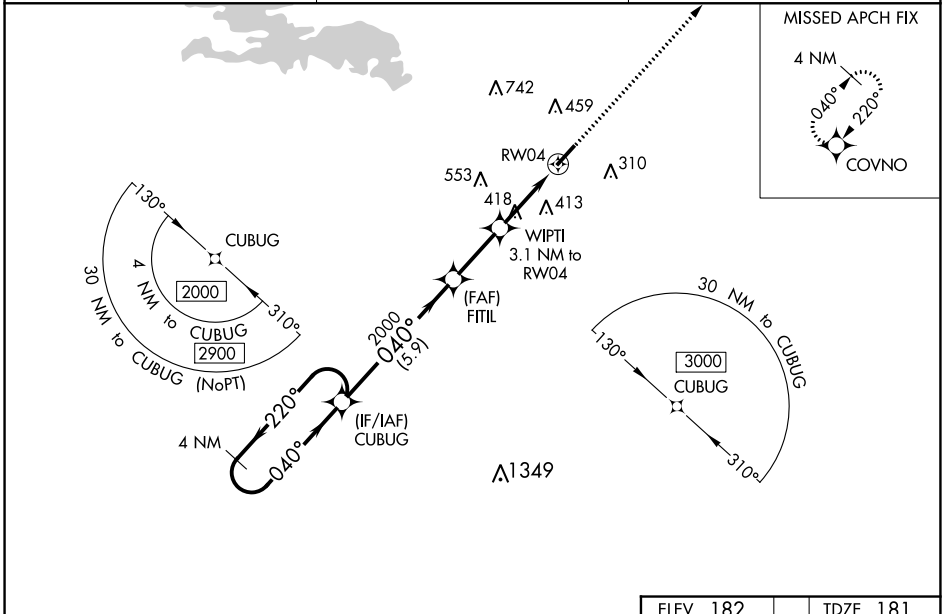 MISSED APCH FIX
4 NM
040°
220°
COVNO
742
459
RW04
310
553
418
413
WIPTI
3.1 NM to
RW04
(FAF)
FITIL
2000
040°
(5.9)
130°
CUBUG
2000
4 NM to CUBUG
310°
2900
30 NM to CUBUG (NoPT)
220°
(IF/IAF)
CUBUG
4 NM
040°
30 NM to CUBUG
130°
3000
CUBUG
310°
1349
ELEV 182
TDZE 181